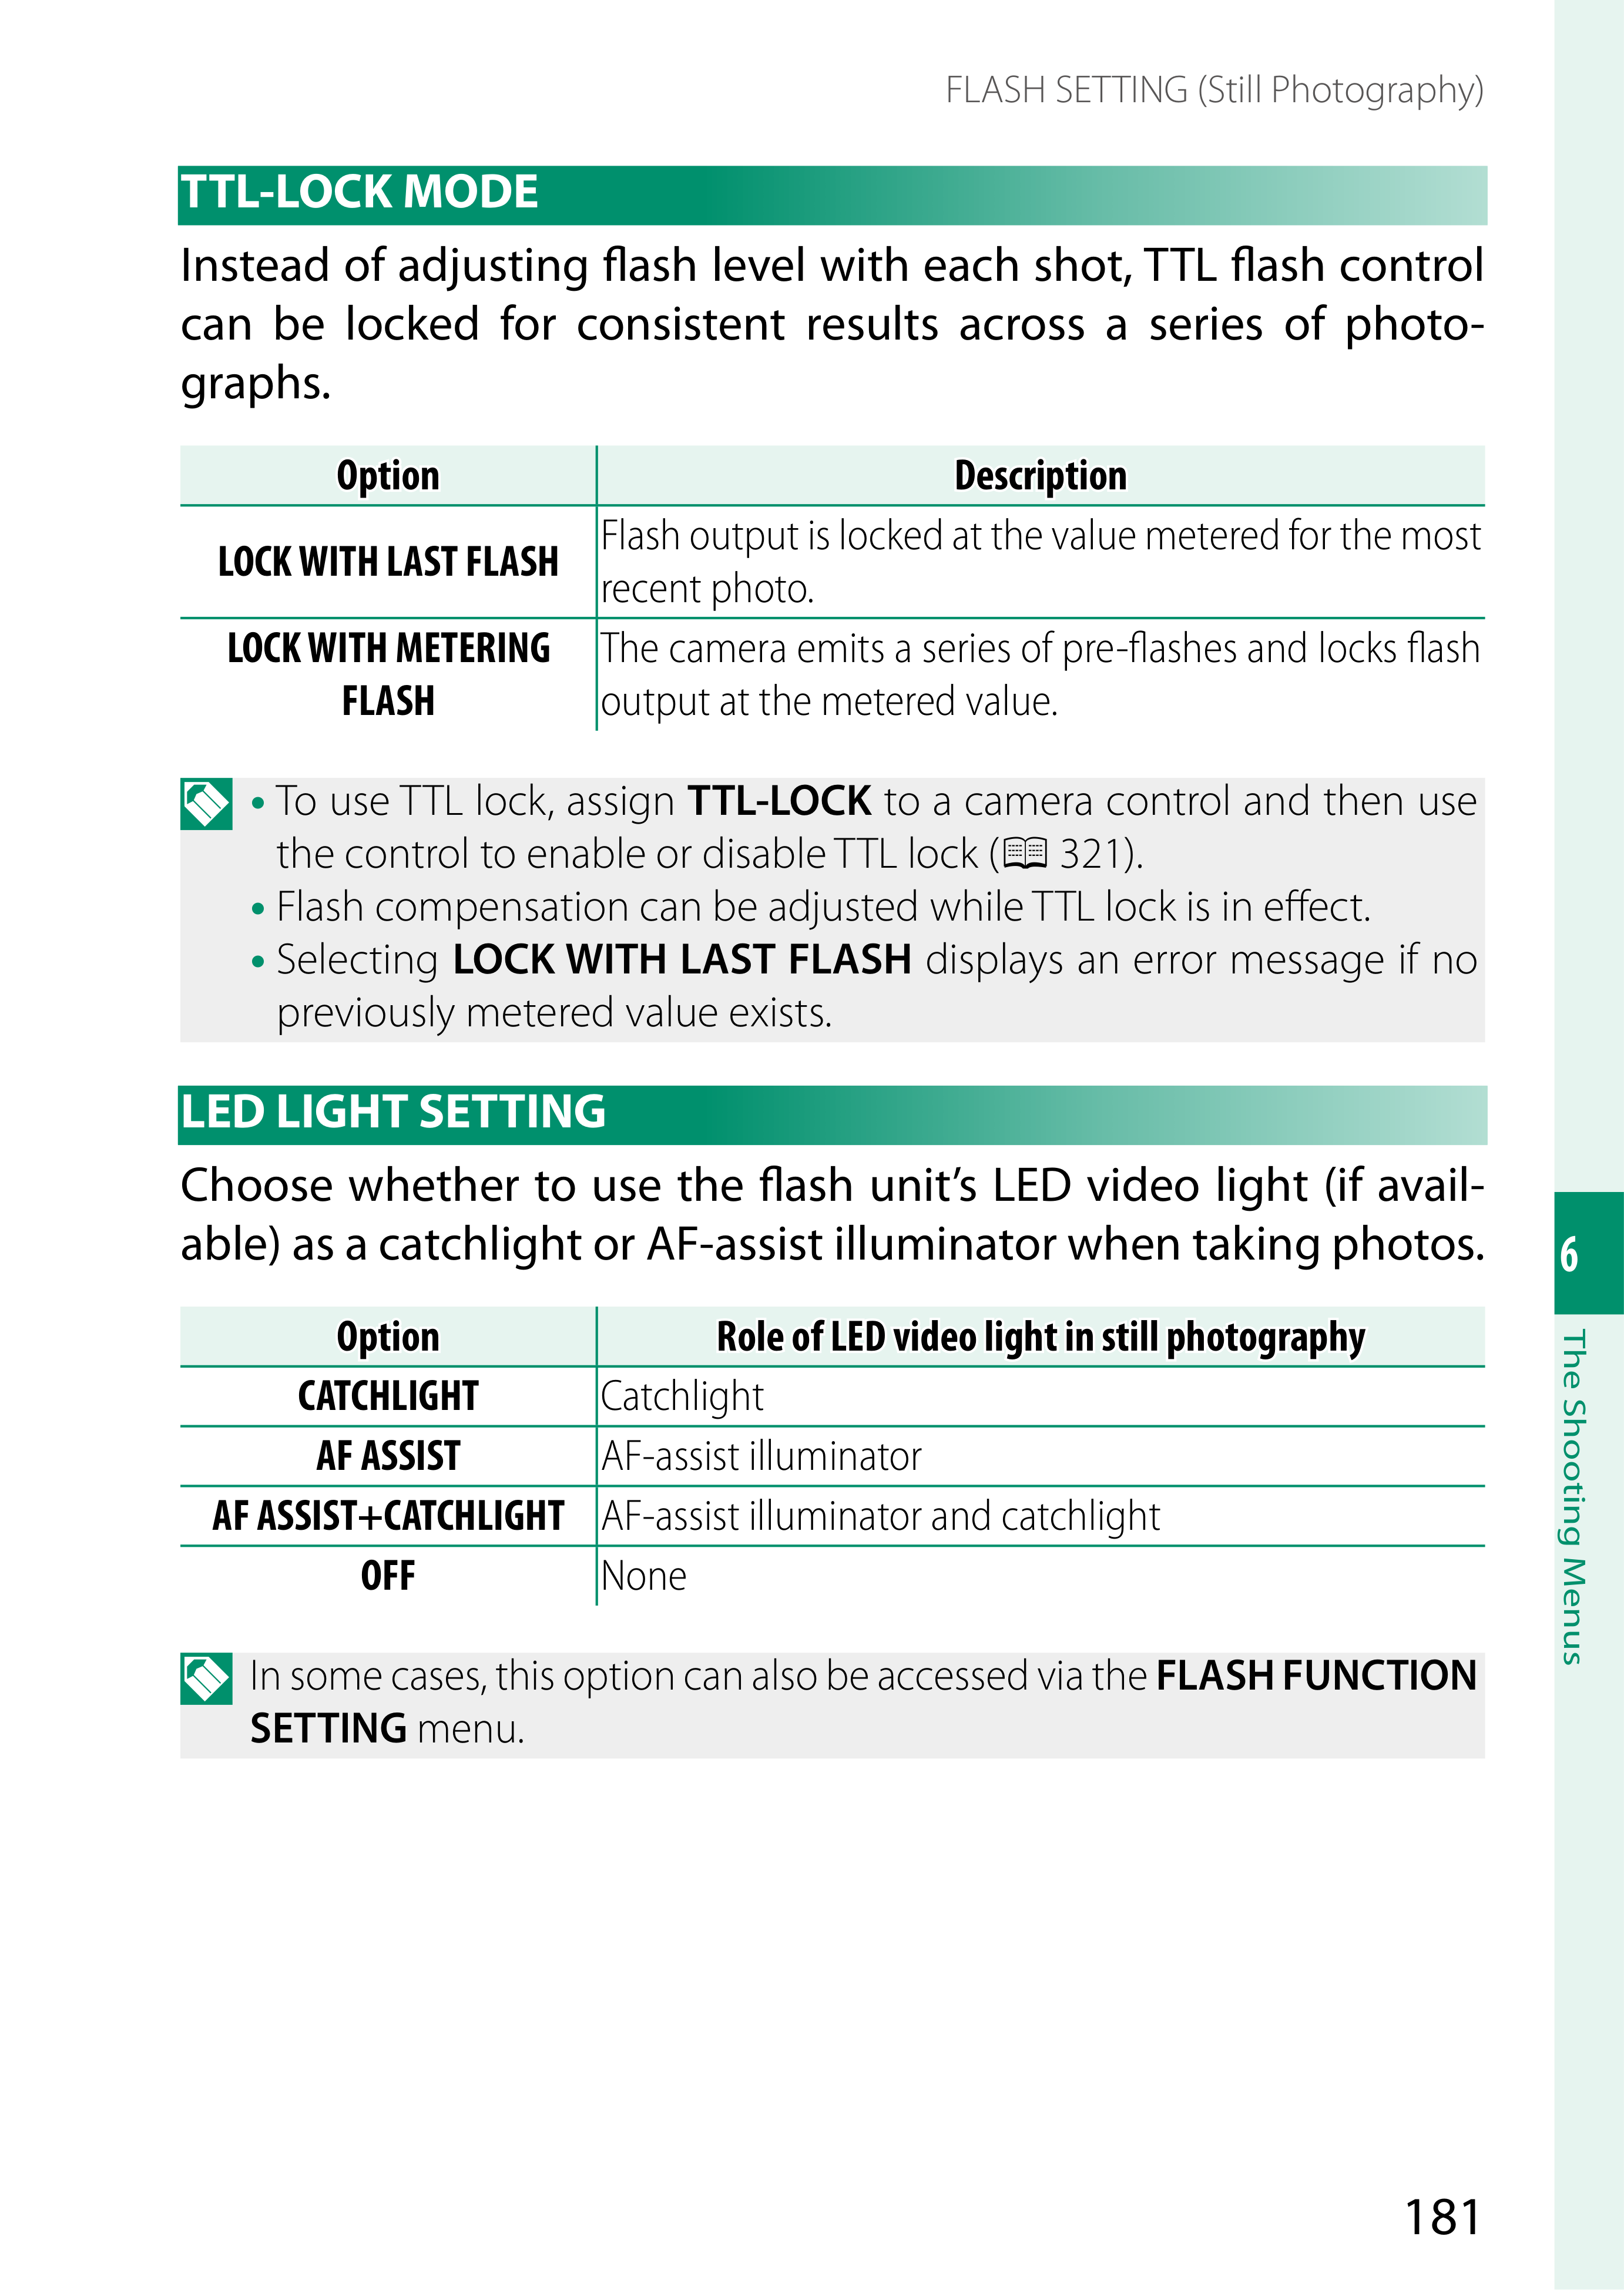 FLASH SETTING (Still Photography)
TTL-LOCK MODE
Instead of adjusting flash level with each shot, TTL flash control
can be locked for consistent results across a series of photo-
graphs.
Option Description
LOCK WITH LAST FLASH Flash output is locked at the value metered for the most
recent photo.
LOCK WITH METERING The camera emits a series of pre-flashes and locks flash
FLASH output at the metered value.
• To use TTL lock, assign TTL-LOCK to a camera control and then use
the control to enable or disable TTL lock (📖 321).
• Flash compensation can be adjusted while TTL lock is in effect.
• Selecting LOCK WITH LAST FLASH displays an error message if no
previously metered value exists.
LED LIGHT SETTING
Choose whether to use the flash unit’s LED video light (if avail-
able) as a catchlight or AF-assist illuminator when taking photos.
Option Role of LED video light in still photography
CATCHLIGHT Catchlight
AF ASSIST AF-assist illuminator
AF ASSIST+CATCHLIGHT AF-assist illuminator and catchlight
OFF None
In some cases, this option can also be accessed via the FLASH FUNCTION
SETTING menu.
6
The Shooting Menus
181